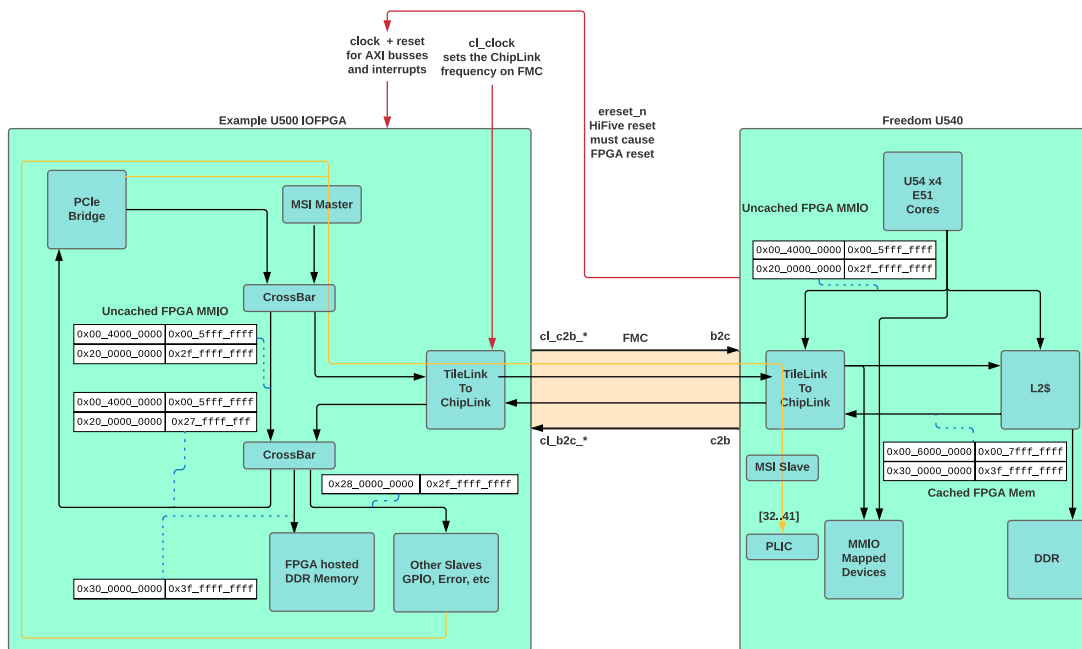 clock + reset
for AXI busses
and interrupts
cl_clock
sets the ChipLink
frequency on FMC
ereset_n
HiFive reset
must cause
FPGA reset
Example U500 IOFPGA
PCIe
Bridge
MSI Master
CrossBar
Uncached FPGA MMIO
0x00_4000_0000 0x00_5fff_ffff
0x20_0000_0000 0x2f_ffff_ffff
0x00_4000_0000 0x00_5fff_ffff
0x20_0000_0000 0x27_ffff_fff
TileLink
To
ChipLink
CrossBar
0x28_0000_0000 0x2f_ffff_ffff
FPGA hosted
DDR Memory
Other Slaves
GPIO, Error, etc
0x30_0000_0000 0x3f_ffff_ffff
cl_c2b_* FMC b2c
cl_b2c_* c2b
Freedom U540
U54 x4
E51
Cores
Uncached FPGA MMIO
0x00_4000_0000 0x00_5fff_ffff
0x20_0000_0000 0x2f_ffff_ffff
TileLink
To
ChipLink
L2$
0x00_6000_0000 0x00_7fff_ffff
0x30_0000_0000 0x3f_ffff_ffff
Cached FPGA Mem
MSI Slave
[32..41]
PLIC
MMIO
Mapped
Devices
DDR